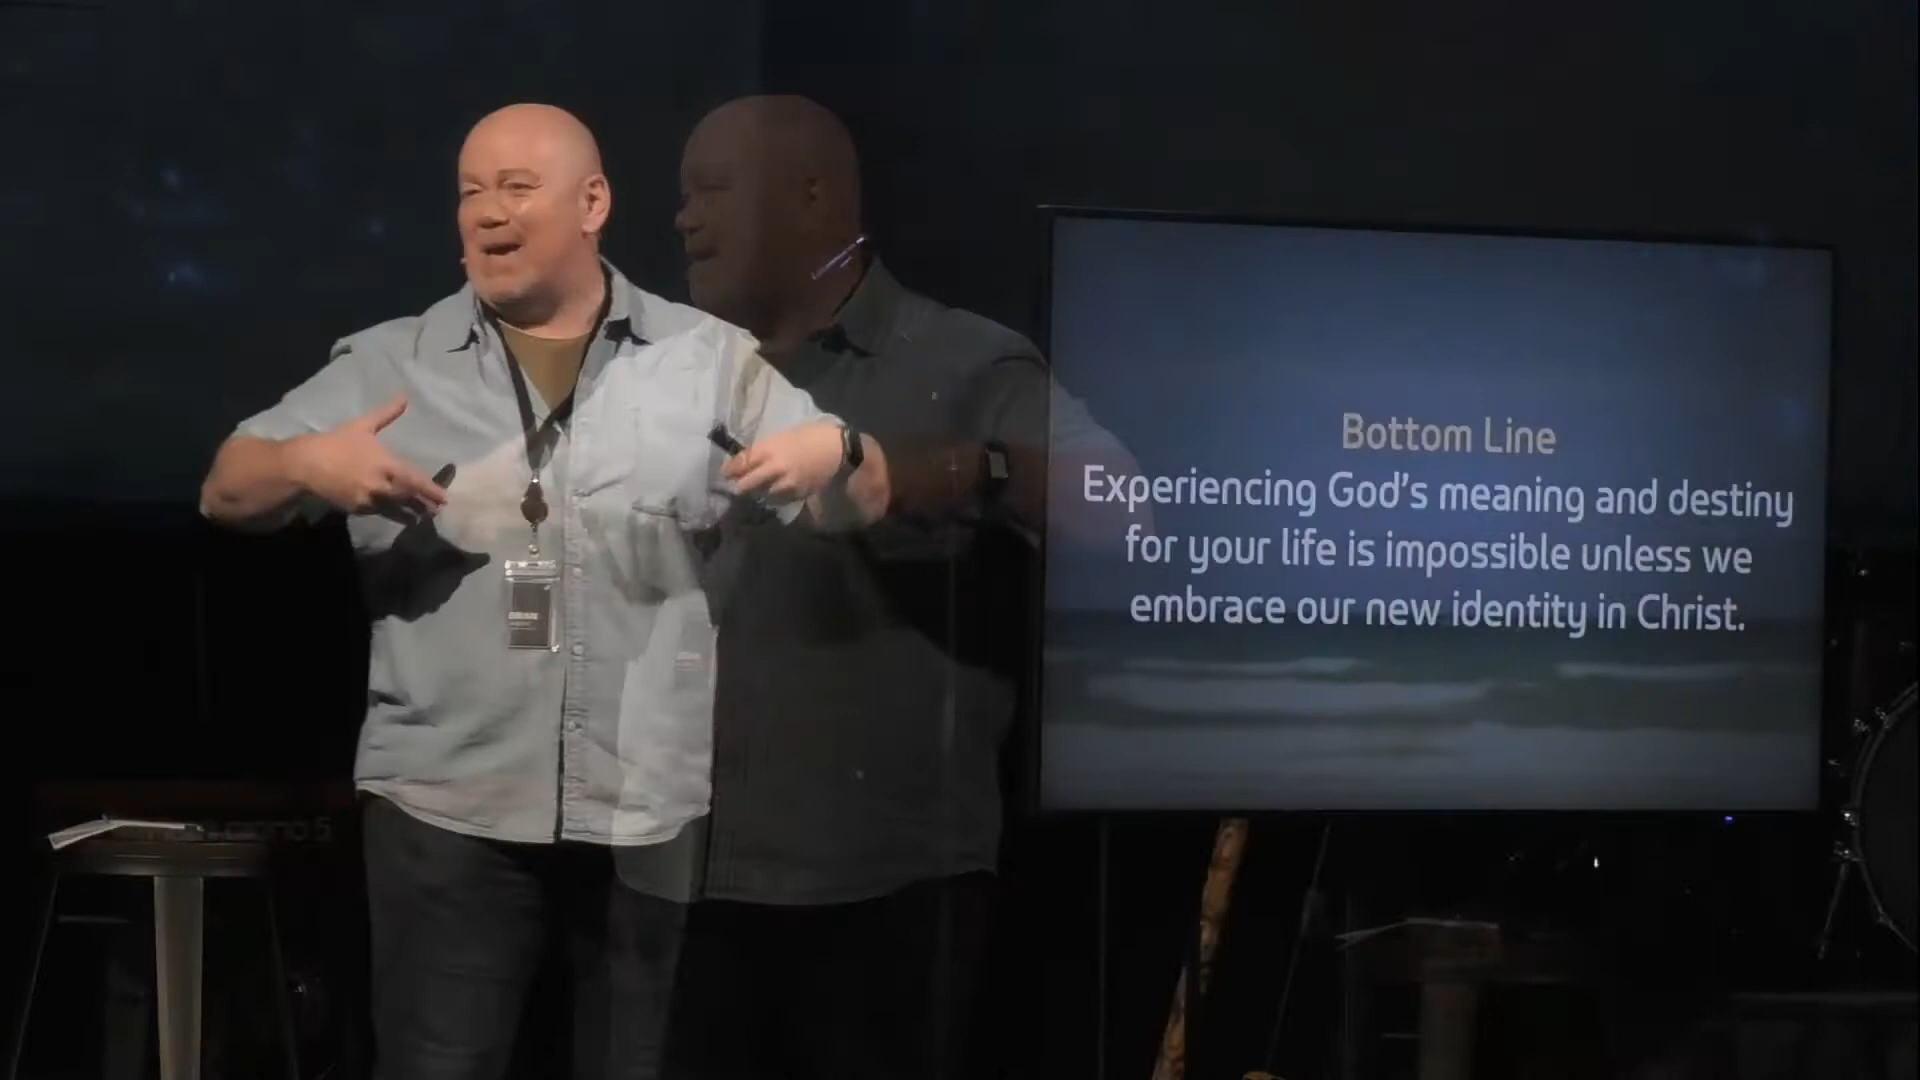 Bottom Line
Experiencing God's meaning and destiny
for your life is impossible unless we
embrace our new identity in Christ.